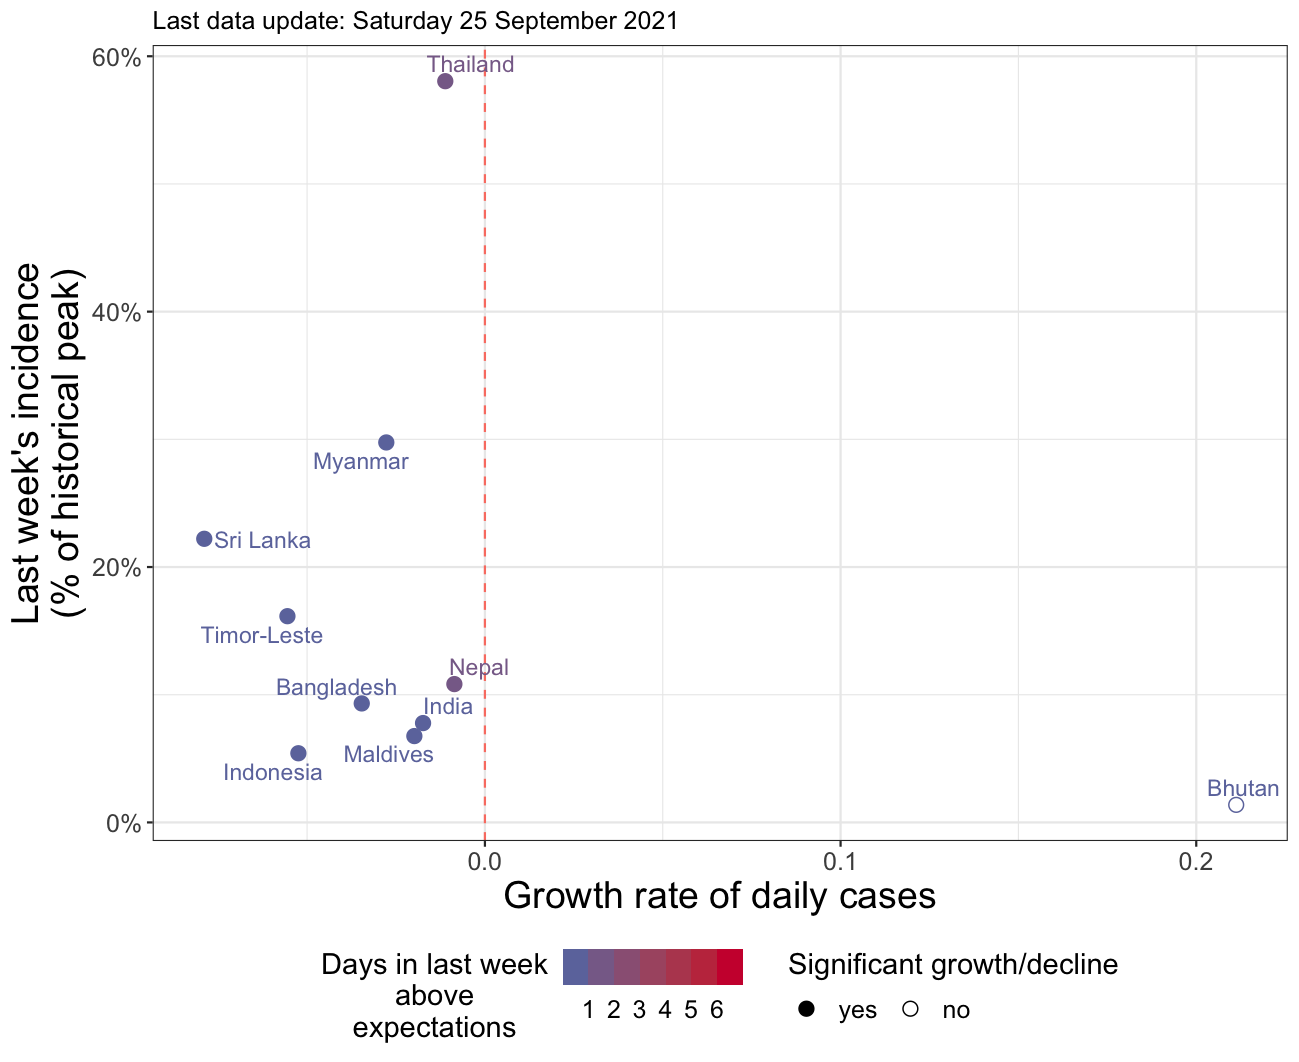 Last data update: Saturday 25 September 2021
60%
Thailand
40%
Myanmar
Sri Lanka
20%
Timor-Leste
Nepal
Bangladesh
India
Maldives
Indonesia
Bhutan
0%
Last week's incidence
(% of historical peak)
0.0 0.1 0.2
Growth rate of daily cases
Days in last week
above
expectations
1 2 3 4 5 6
Significant growth/decline
yes no